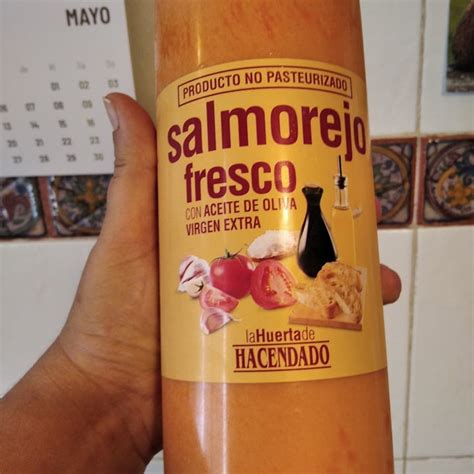 MAYO
PRODUCTO NO PASTEURIZADO
salmorejo
fresco
CON ACEITE DE OLIVA
VIRGEN EXTRA
laHuertade
HACENDADO